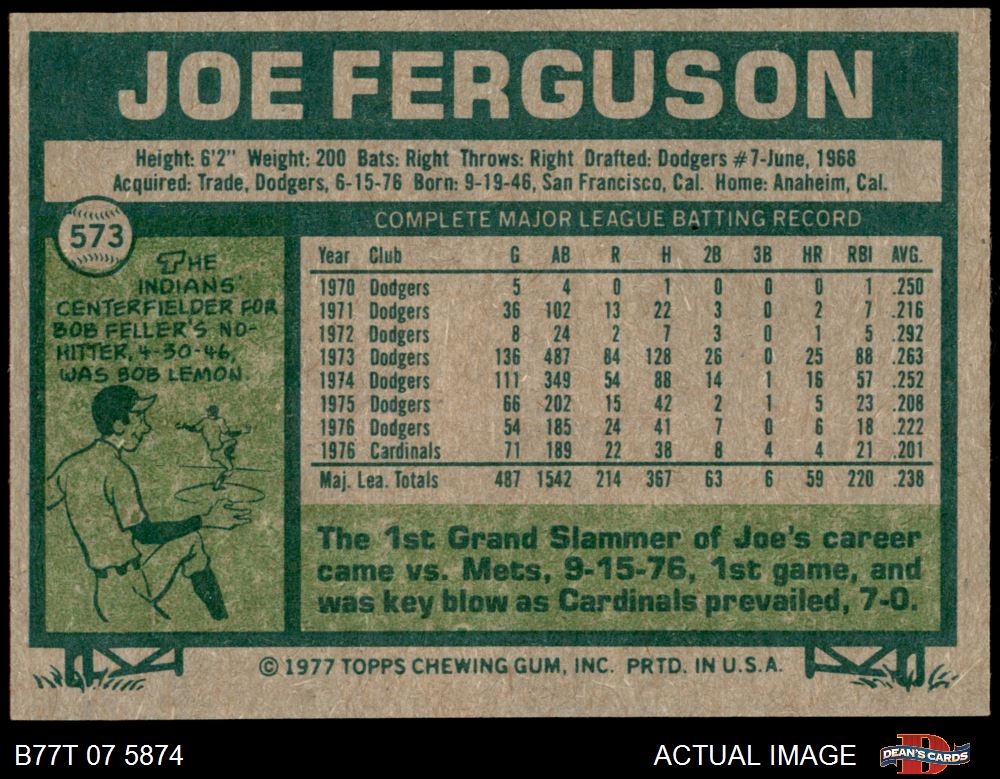 JOE FERGUSON
Height: 6'2" Weight: 200 Bats: Right Throws: Right Drafted: Dodgers #7-June, 1968
Acquired: Trade, Dodgers, 6-15-76 Born: 9-19-46, San Francisco, Cal. Home: Anaheim, Cal.
573
THE
INDIANS'
CENTERFIELDER FOR
BOB FELLER'S NO-
HITTER, 4-30-46,
WAS BOB LEMON.
COMPLETE MAJOR LEAGUE BATTING RECORD
Year Club G AB R H 2B 3B HR RBI AVG.
1970 Dodgers 5 4 0 1 0 0 0 1 .250
1971 Dodgers 36 102 13 22 3 0 2 7 .216
1972 Dodgers 8 24 2 7 3 0 1 5 .292
1973 Dodgers 136 487 84 128 26 0 25 88 .263
1974 Dodgers 111 349 54 88 14 1 16 57 .252
1975 Dodgers 66 202 15 42 2 1 5 23 .208
1976 Dodgers 54 185 24 41 7 0 6 18 .222
1976 Cardinals 71 189 22 38 8 4 4 21 .201
Maj. Lea. Totals 487 1542 214 367 63 6 59 220 .238
The 1st Grand Slammer of Joe's career
came vs. Mets, 9-15-76, 1st game, and
was key blow as Cardinals prevailed, 7-0.
© 1977 TOPPS CHEWING GUM, INC. PRTD. IN U.S.A.
B77T 07 5874 ACTUAL IMAGE
DEAN'S CARDS